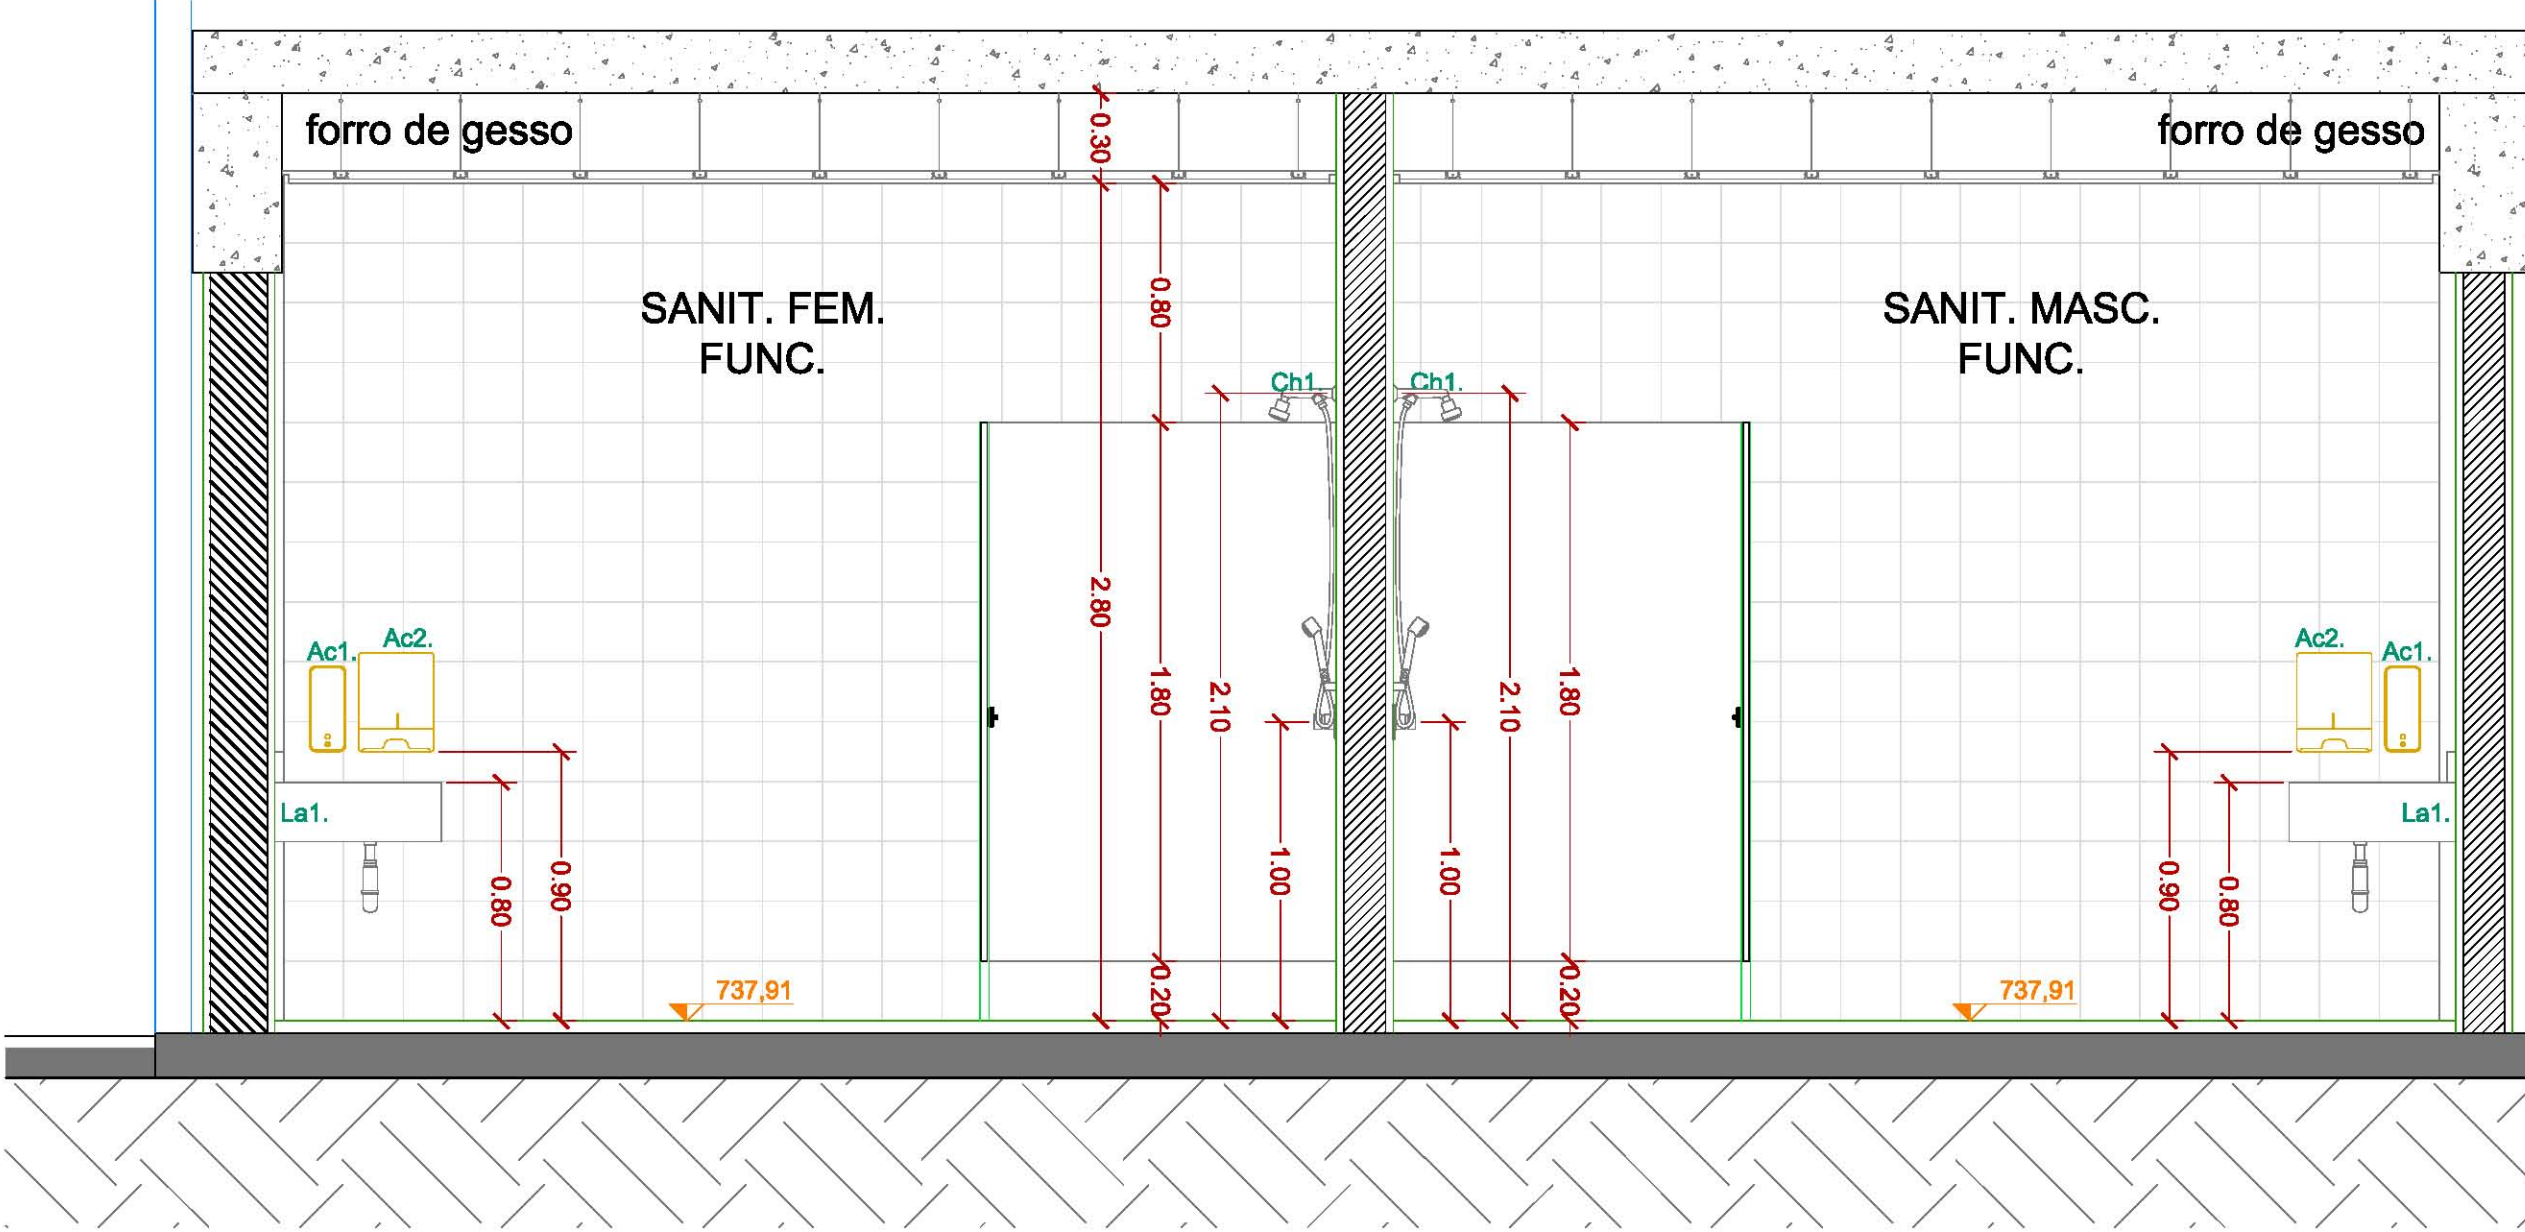 forro de gesso
forro de gesso
0.30
SANIT. FEM.
FUNC.
0.80
SANIT. MASC.
FUNC.
Ch1.
Ch1.
2.80
1.80
2.10
2.10
1.80
Ac1.
Ac2.
Ac2.
Ac1.
La1.
La1.
0.80
0.90
1.00
1.00
0.90
0.80
737,91
0.20
0.20
737,91